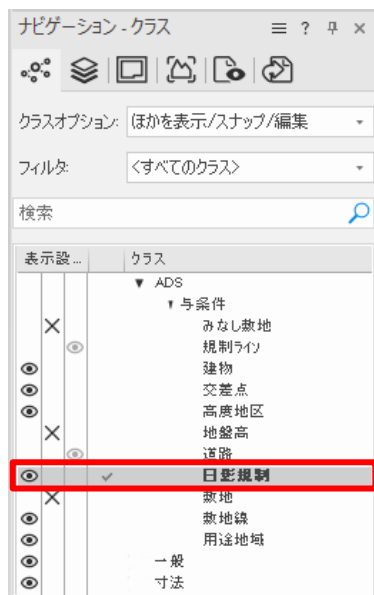 ナビゲーション - クラス
クラスオプション: ほかを表示/スナップ/編集
フィルタ: <すべてのクラス>
検索
表示設... クラス
ADS
与条件
みなし敷地
規制ライン
建物
交差点
高度地区
地盤高
道路
日影規制
敷地
敷地線
用途地域
一般
寸法